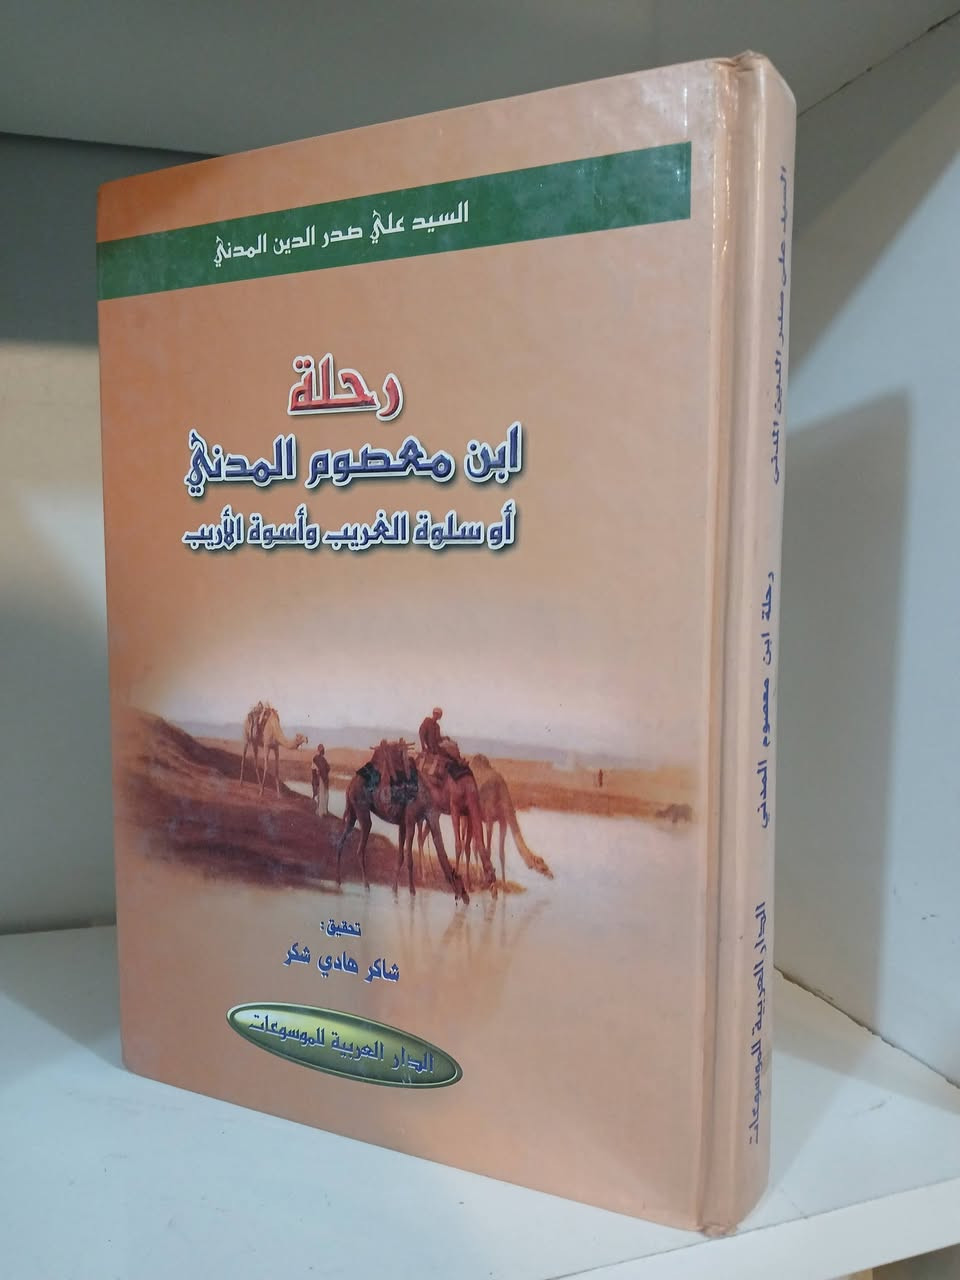 السيد علي صدر الدين المدني
رحلة
ابن معصوم المدني
أو سلوة الغريب وأسوة الأريب
تحقيق:
شاكر هادي شكر
الدار العربية للموسوعات
السيد علي صدر الدين المدني
رحلة ابن معصوم المدني
الدار العربية للموسوعات